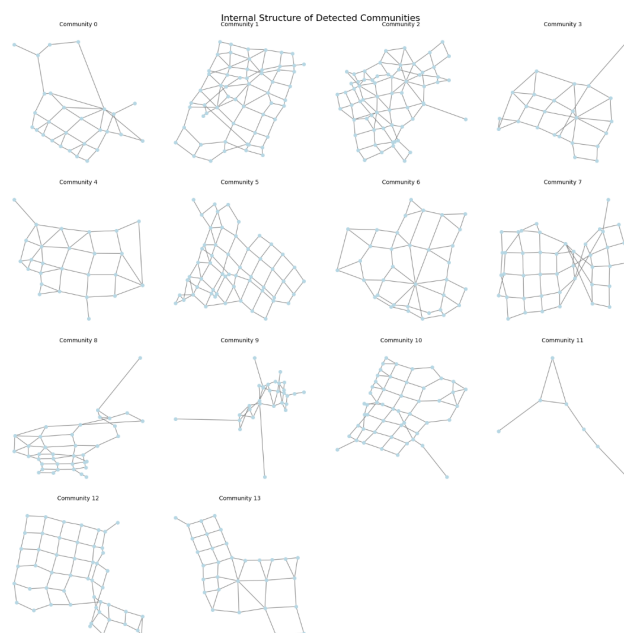 Internal Structure of Detected Communities
Community 0
Community 1
Community 2
Community 3
Community 4
Community 5
Community 6
Community 7
Community 8
Community 9
Community 10
Community 11
Community 12
Community 13